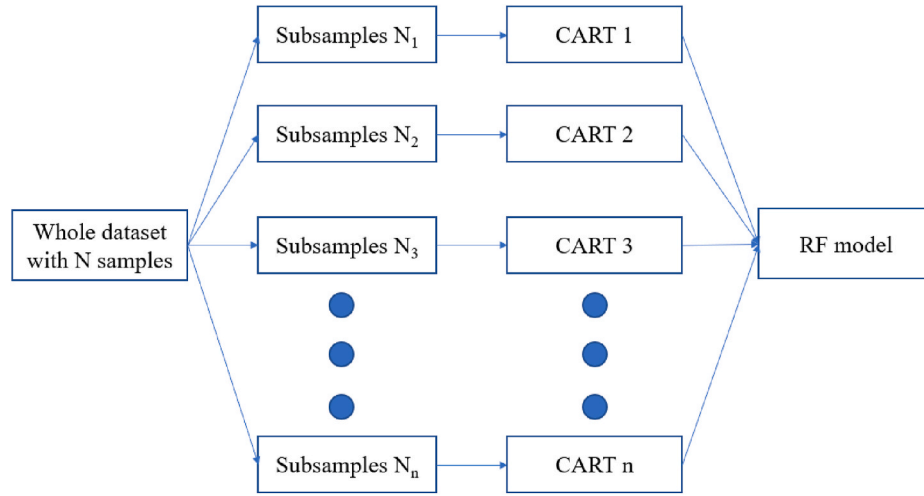 Subsamples N₁
CART 1
Subsamples N₂
CART 2
Whole dataset
with N samples
Subsamples N₃
CART 3
RF model
Subsamples Nₙ
CART n